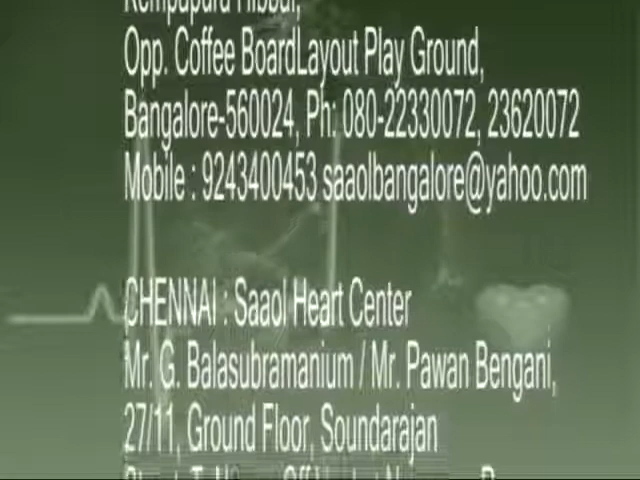 Opp. Coffee BoardLayout Play Ground,
Bangalore-560024, Ph: 080-22330072, 23620072
Mobile : 9243400453 saaolbangalore@yahoo.com
CHENNAI : Saaol Heart Center
Mr. G. Balasubramanium / Mr. Pawan Bengani,
27/11, Ground Floor, Soundarajan